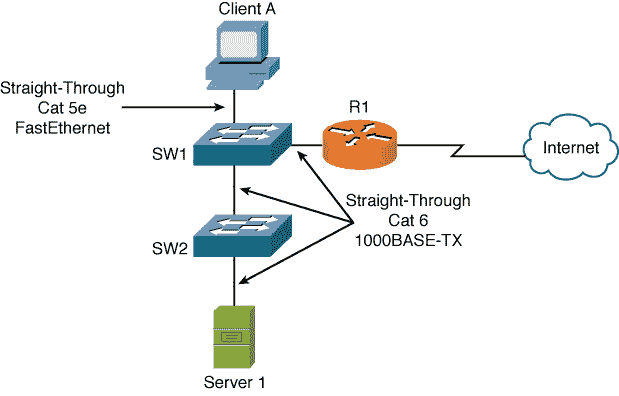 Client A
Straight-Through
Cat 5e
FastEthernet
R1
SW1
Internet
Straight-Through
Cat 6
1000BASE-TX
SW2
Server 1